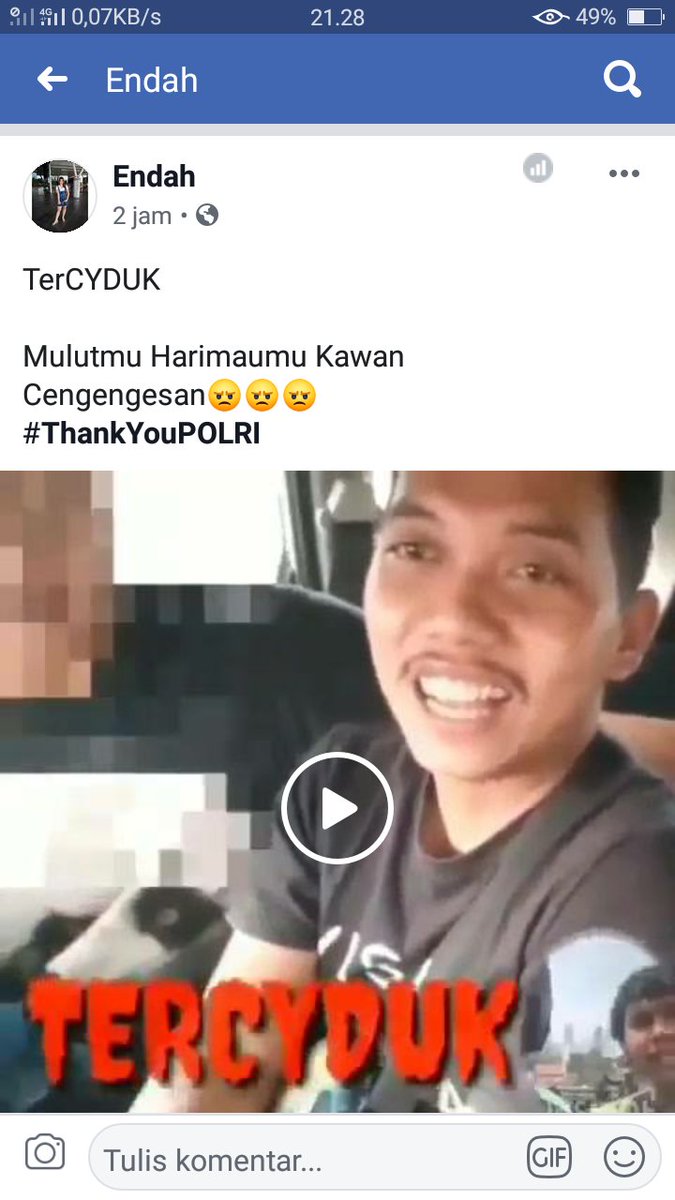 4G 0,07KB/s 21.28 49%
Endah
Endah
2 jam •
TerCYDUK
Mulutmu Harimaumu Kawan
Cengengesan😠😠😠
#ThankYouPOLRI
TERCYDUK
Tulis komentar...
GIF